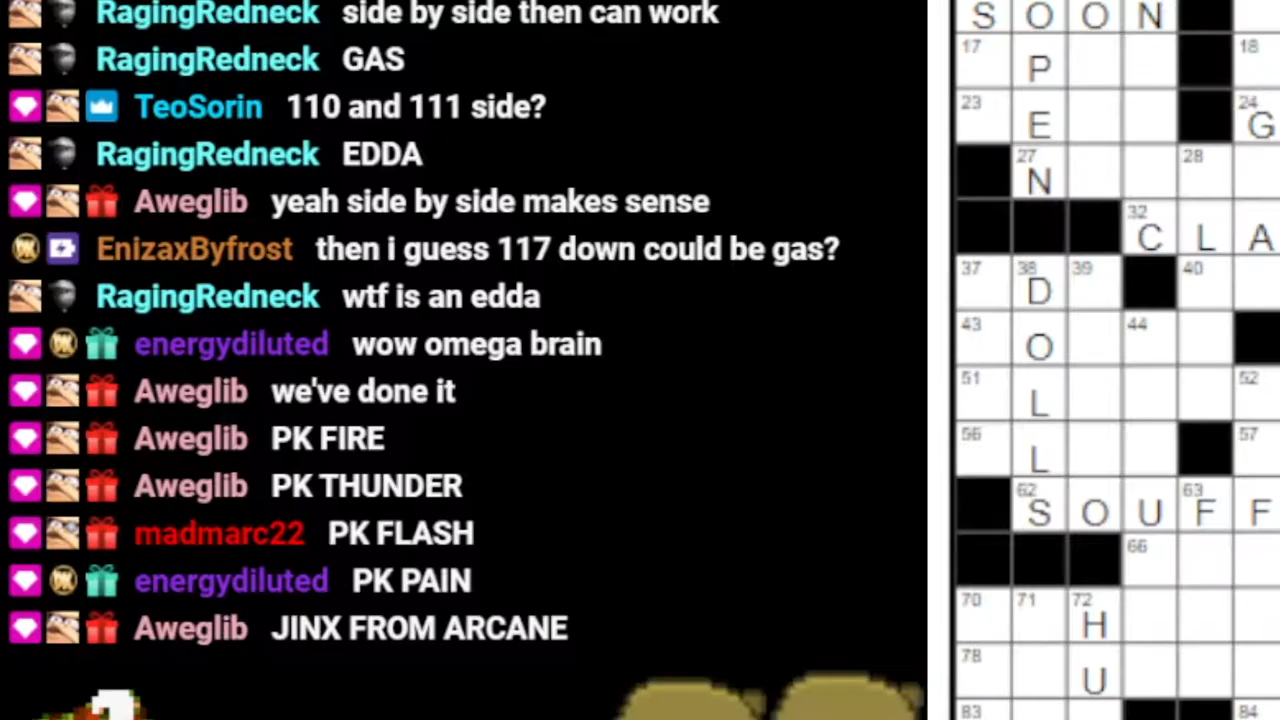 RagingRedneck side by side then can work
RagingRedneck GAS
TeoSorin 110 and 111 side?
RagingRedneck EDDA
Aweglib yeah side by side makes sense
EnizaxByfrost then i guess 117 down could be gas?
RagingRedneck wtf is an edda
energydiluted wow omega brain
Aweglib we've done it
Aweglib PK FIRE
Aweglib PK THUNDER
madmarc22 PK FLASH
energydiluted PK PAIN
Aweglib JINX FROM ARCANE
S O O N
17 P 18
23 E 24 G
27 N 28
32 C L A
37 38 D 39 40
43 O 44
51 L 52
56 L 57
62 S O U 63 F F
66
70 71 72 H
78 U
83 84